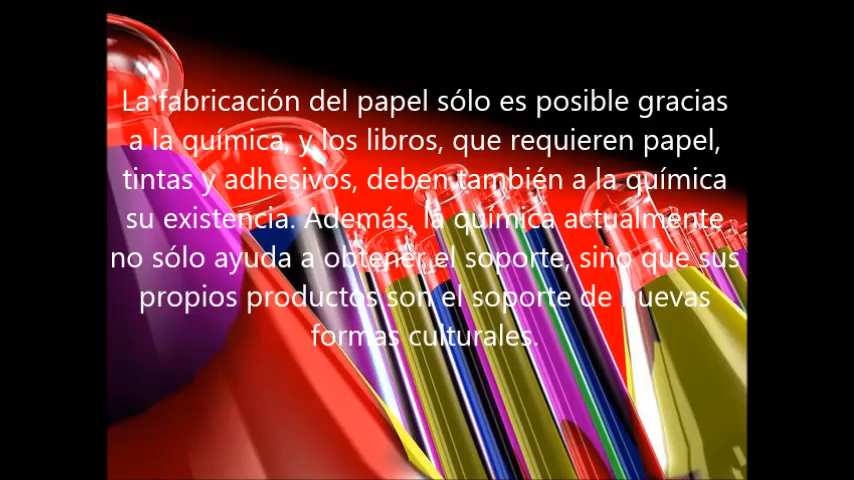 La fabricación del papel sólo es posible gracias
a la química, y los libros, que requieren papel,
tintas y adhesivos, deben también a la química
su existencia. Además, la química actualmente
no sólo ayuda a obtener el soporte, sino que sus
propios productos son el soporte de nuevas
formas culturales.